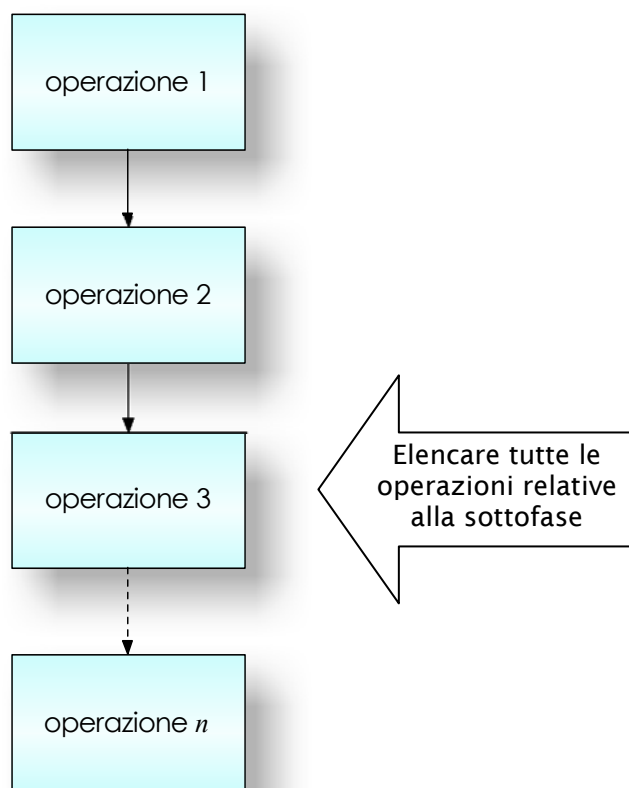 operazione 1
operazione 2
operazione 3
Elencare tutte le
operazioni relative
alla sottofase
operazione n